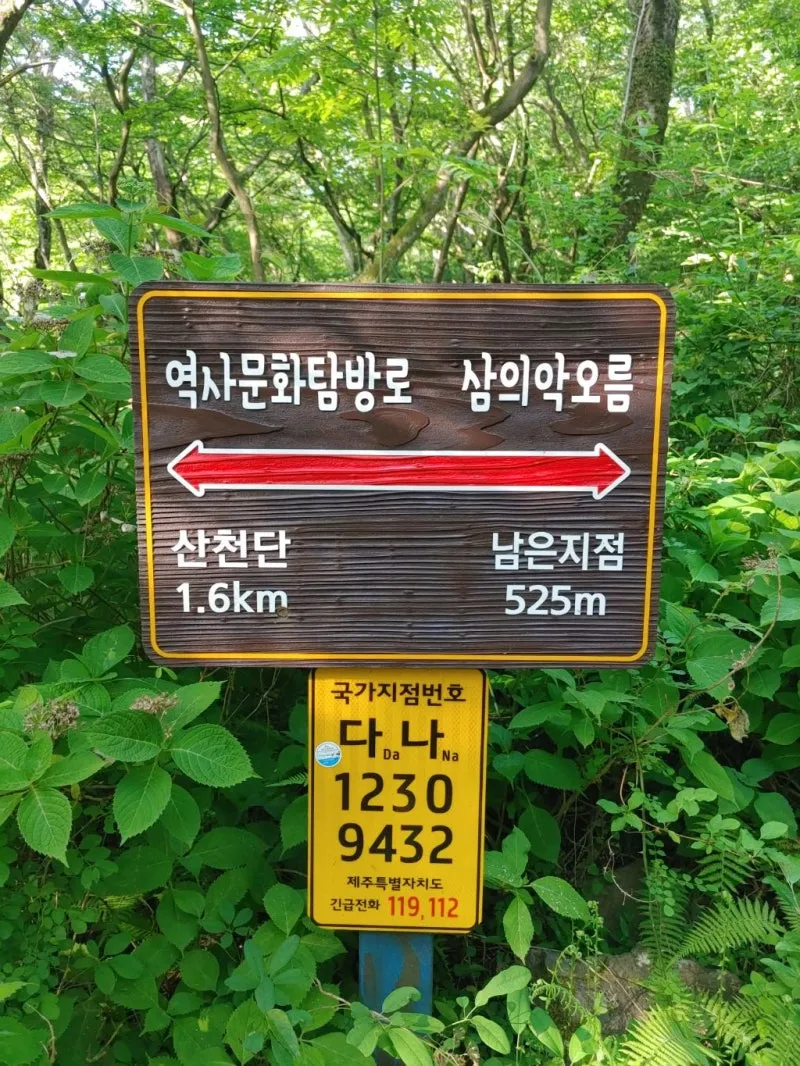 역사문화탐방로 삼의악오름
산천단 남은지점
1.6km 525m
국가지점번호
다Da 나Na
1230
9432
제주특별자치도
긴급전화 119, 112